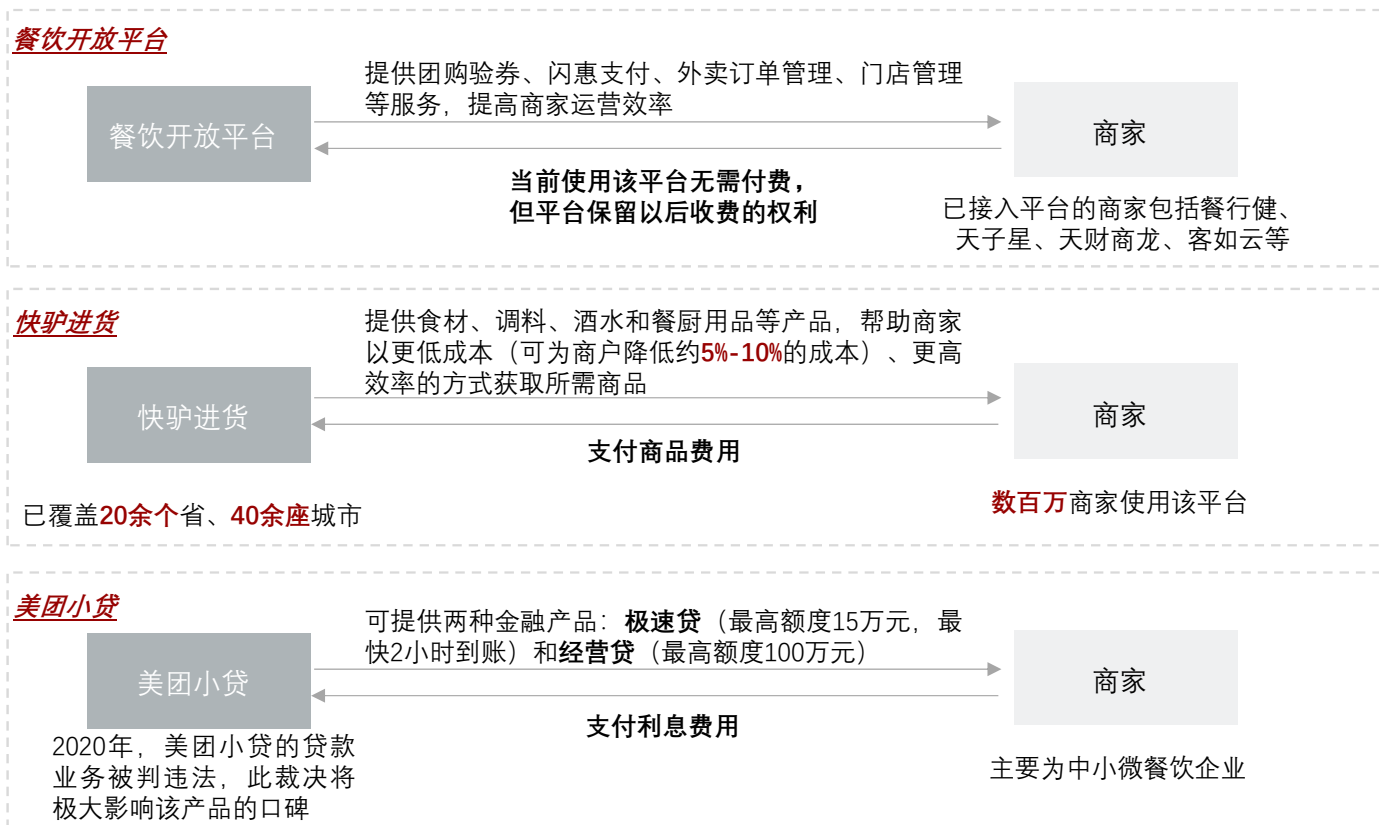 餐饮开放平台
提供团购验券、闪惠支付、外卖订单管理、门店管理
等服务，提高商家运营效率
餐饮开放平台
商家
当前使用该平台无需付费，
但平台保留以后收费的权利
已接入平台的商家包括餐行健、
天子星、天财商龙、客如云等
快驴进货
提供食材、调料、酒水和餐厨用品等产品，帮助商家
以更低成本（可为商户降低约5%-10%的成本）、更高
效率的方式获取所需商品
快驴进货
商家
支付商品费用
已覆盖20余个省、40余座城市
数百万商家使用该平台
美团小贷
可提供两种金融产品：极速贷（最高额度15万元，最
快2小时到账）和经营贷（最高额度100万元）
美团小贷
商家
支付利息费用
2020年，美团小贷的贷款
业务被判违法，此裁决将
极大影响该产品的口碑
主要为中小微餐饮企业